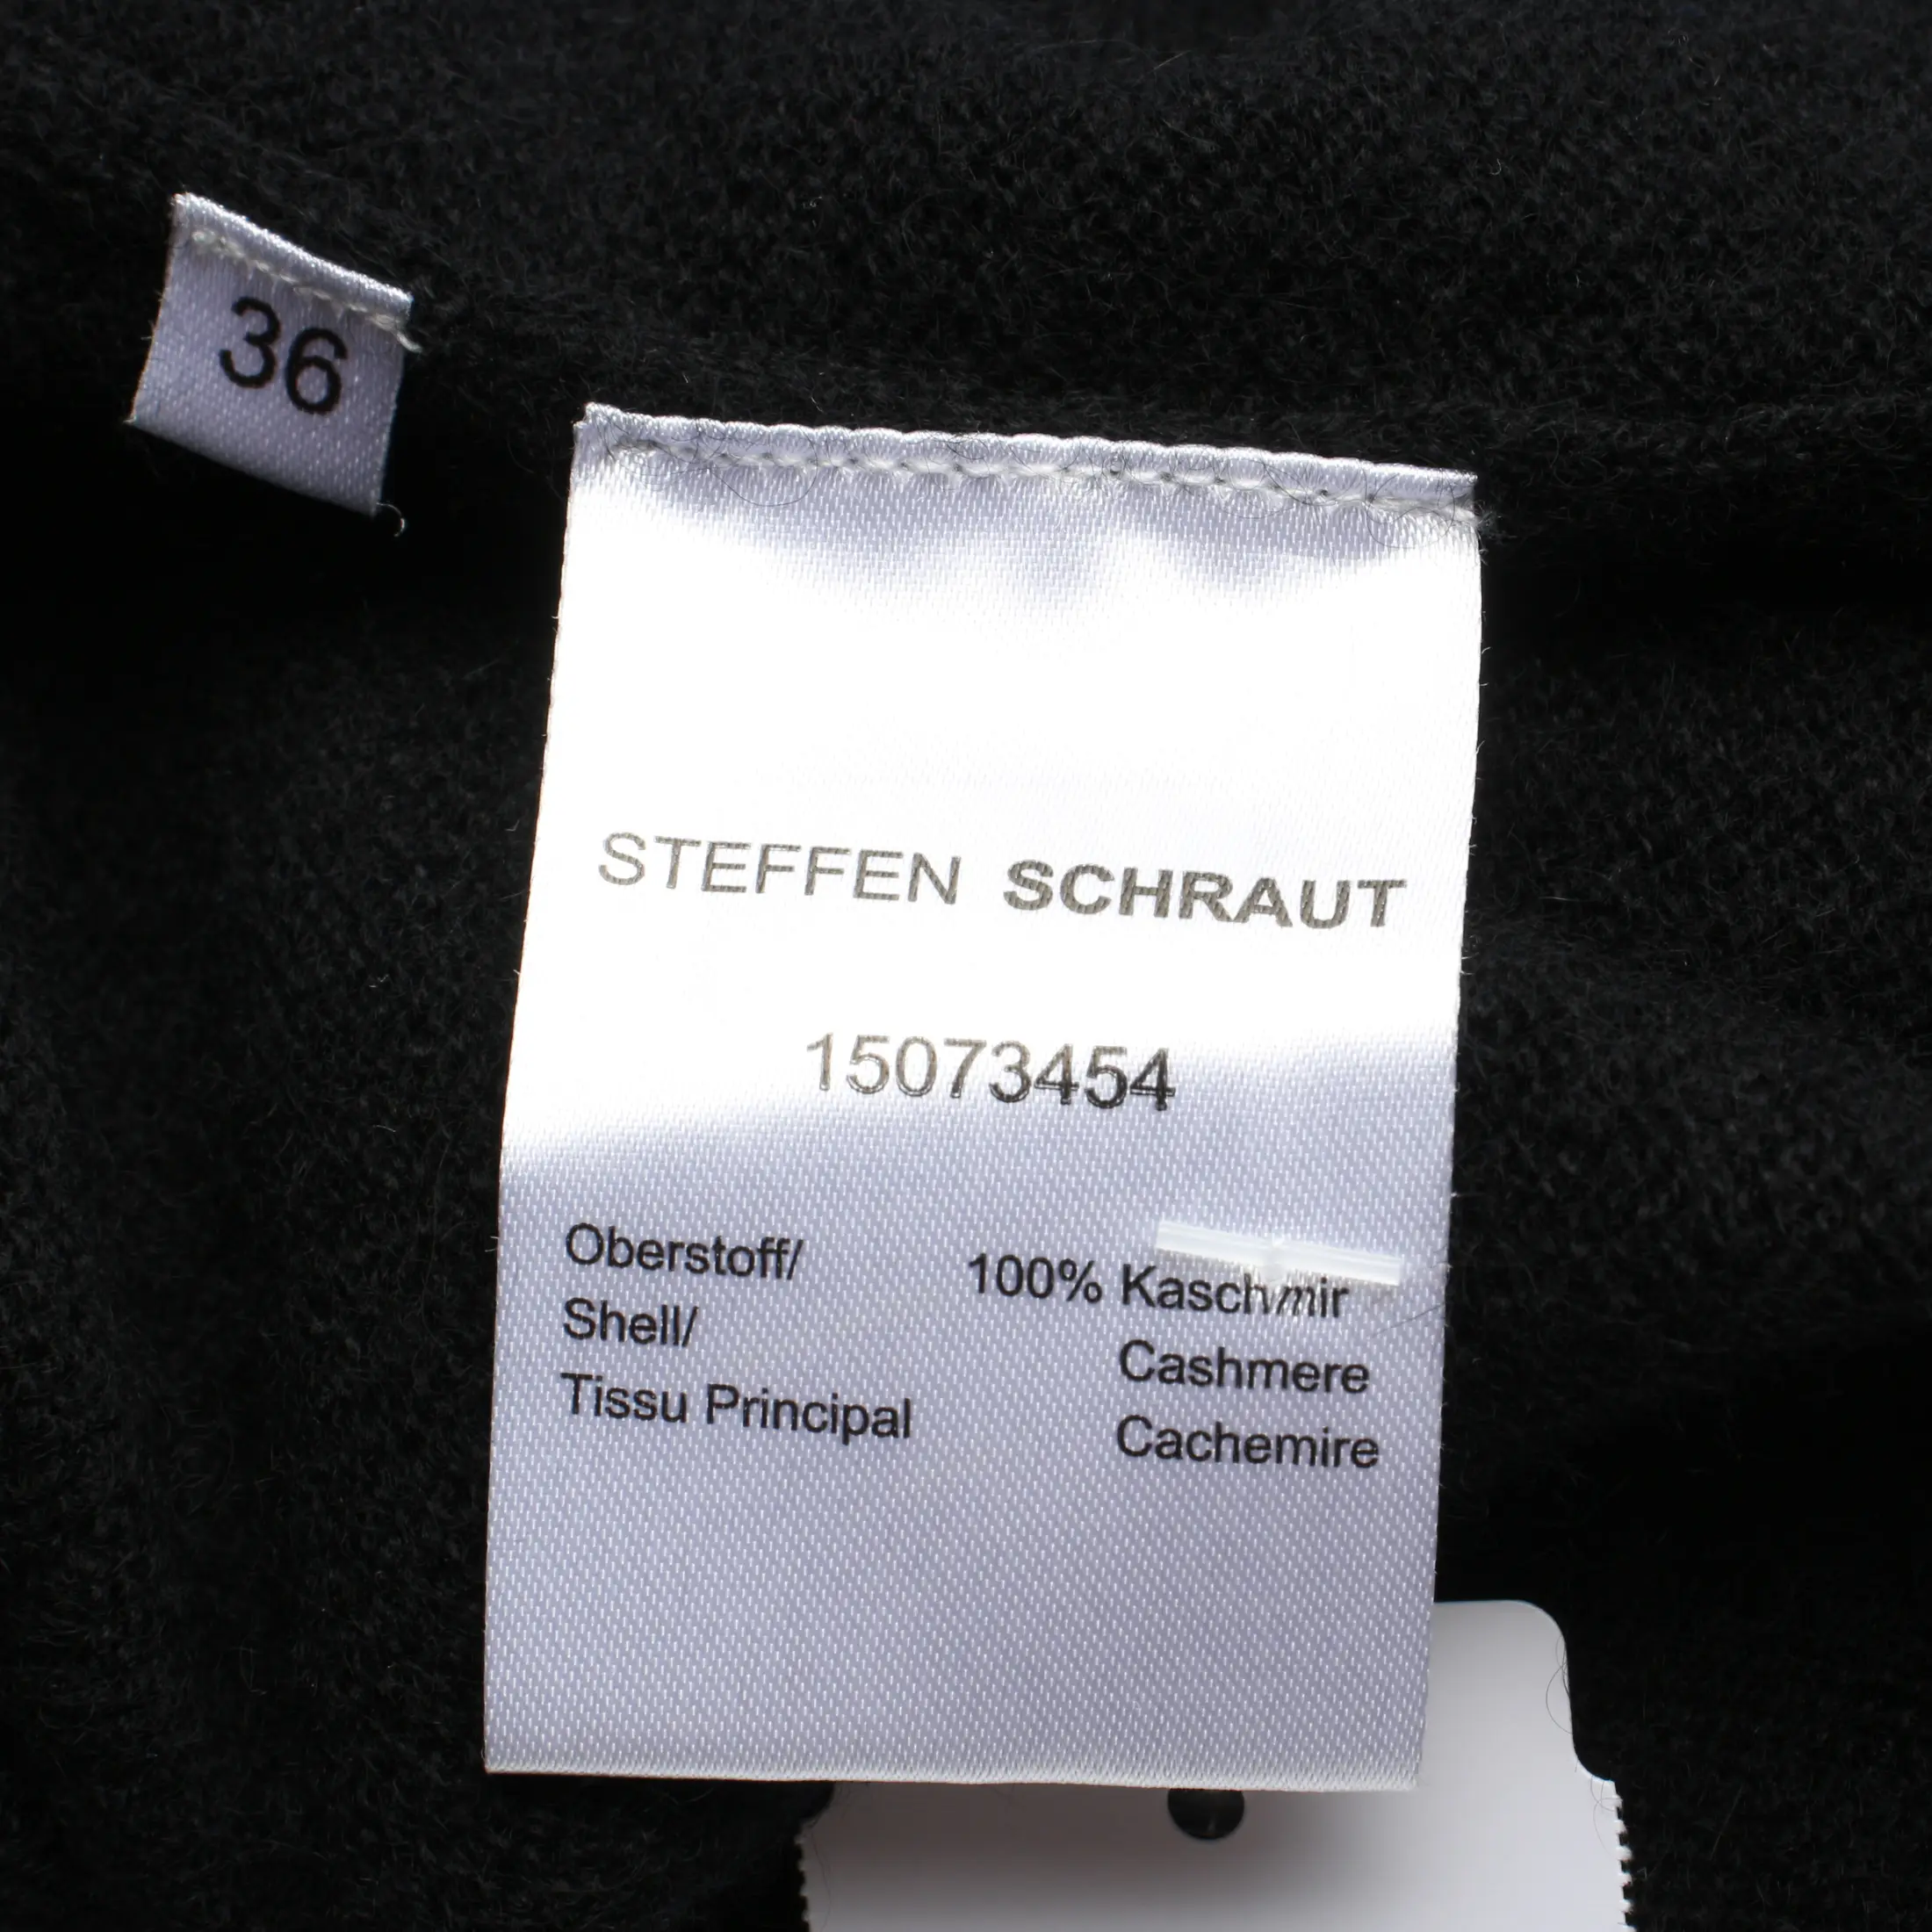 36
STEFFEN SCHRAUT
15073454
Oberstoff/ 100% Kaschmir
Shell/ Cashmere
Tissu Principal Cachemire